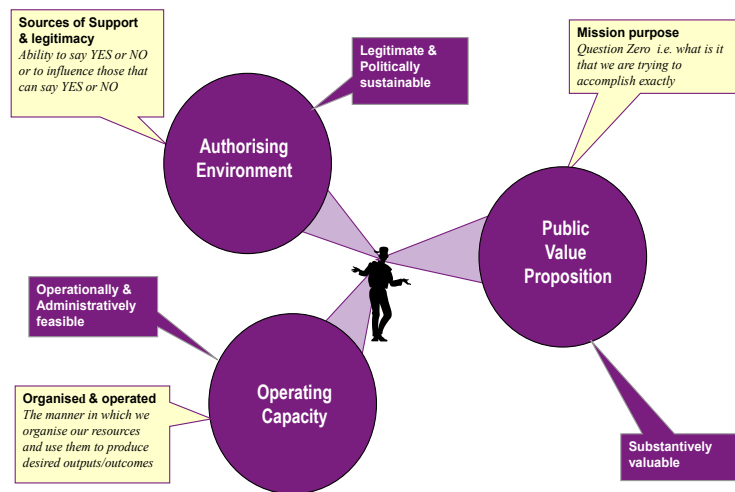 Sources of Support
& legitimacy
Ability to say YES or NO
or to influence those that
can say YES or NO
Legitimate &
Politically
sustainable
Mission purpose
Question Zero i.e. what is it
that we are trying to
accomplish exactly
Authorising
Environment
Public
Value
Proposition
Operationally &
Administratively
feasible
Organised & operated
The manner in which we
organise our resources
and use them to produce
desired outputs/outcomes
Operating
Capacity
Substantively
valuable